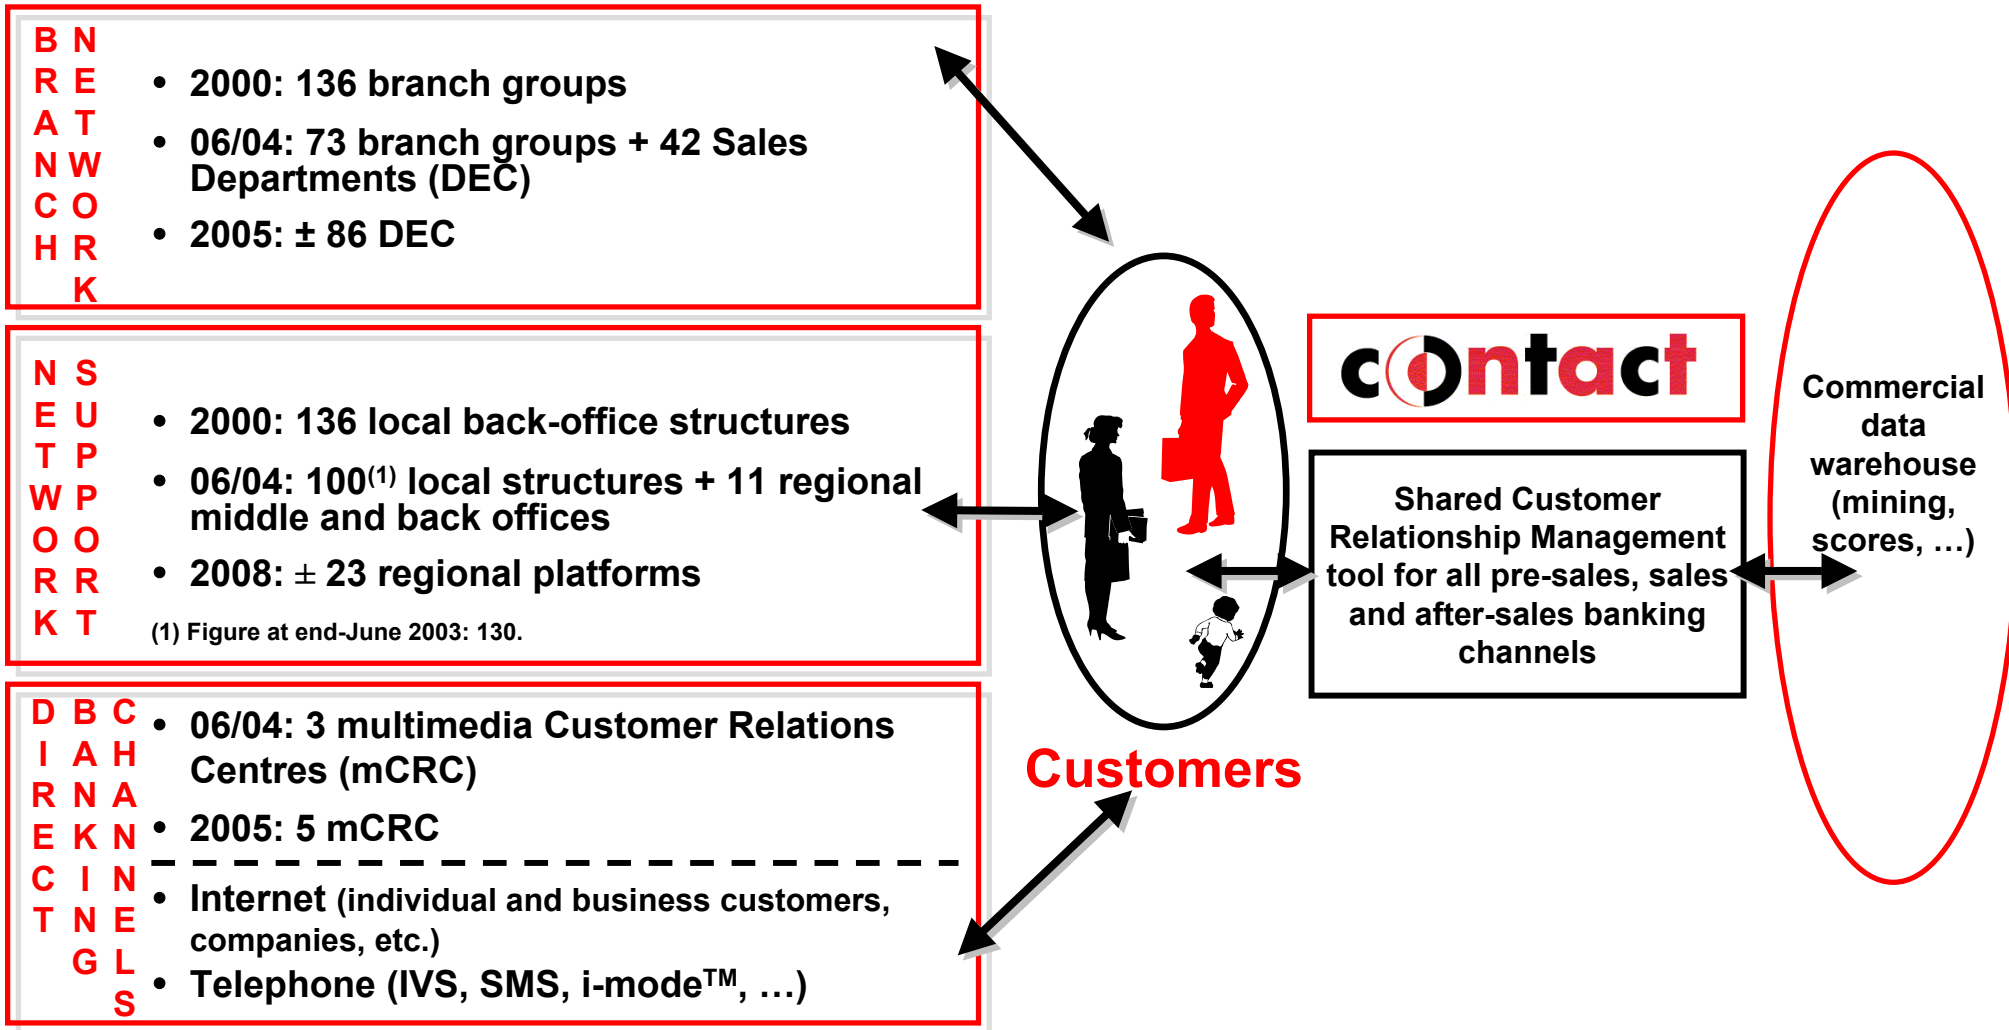 BRANCH NETWORK
• 2000: 136 branch groups
• 06/04: 73 branch groups + 42 Sales
Departments (DEC)
• 2005: ± 86 DEC
NETWORK SUPPORT
• 2000: 136 local back-office structures
• 06/04: 100(1) local structures + 11 regional
middle and back offices
• 2008: ± 23 regional platforms
(1) Figure at end-June 2003: 130.
DIRECT BANKING CHANNELS
• 06/04: 3 multimedia Customer Relations
Centres (mCRC)
• 2005: 5 mCRC
• Internet (individual and business customers,
companies, etc.)
• Telephone (IVS, SMS, i-mode™, …)
Customers
contact
Shared Customer
Relationship Management
tool for all pre-sales, sales
and after-sales banking
channels
Commercial
data
warehouse
(mining,
scores, …)